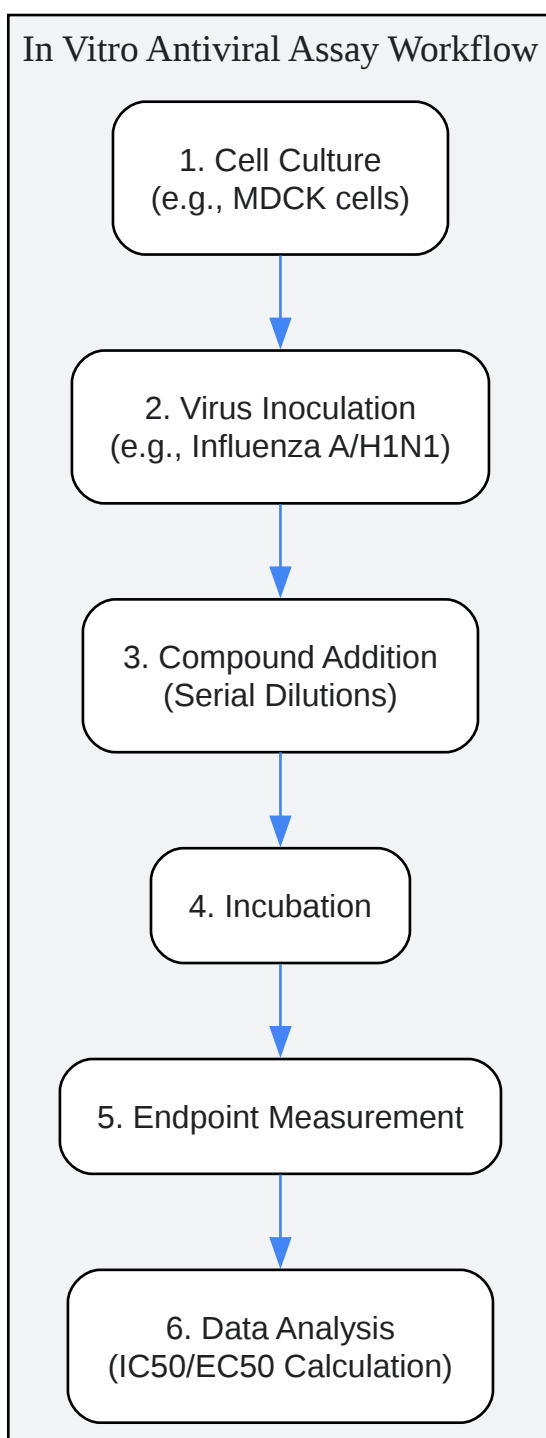 In Vitro Antiviral Assay Workflow
1. Cell Culture
(e.g., MDCK cells)
2. Virus Inoculation
(e.g., Influenza A/H1N1)
3. Compound Addition
(Serial Dilutions)
4. Incubation
5. Endpoint Measurement
6. Data Analysis
(IC50/EC50 Calculation)